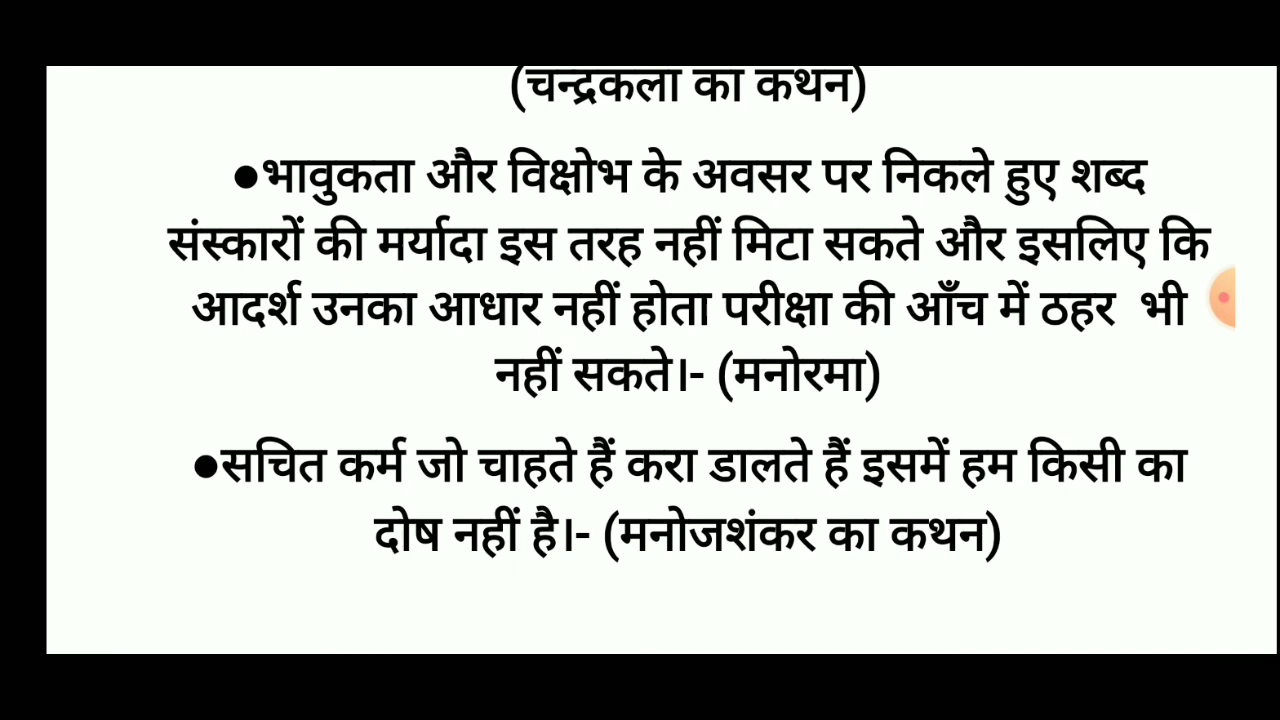 (चन्द्रकला का कथन)
●भावुकता और विक्षोभ के अवसर पर निकले हुए शब्द
संस्कारों की मर्यादा इस तरह नहीं मिटा सकते और इसलिए कि
आदर्श उनका आधार नहीं होता परीक्षा की आँच में ठहर भी
नहीं सकते।- (मनोरमा)
●सचित कर्म जो चाहते हैं करा डालते हैं इसमें हम किसी का
दोष नहीं है।- (मनोजशंकर का कथन)